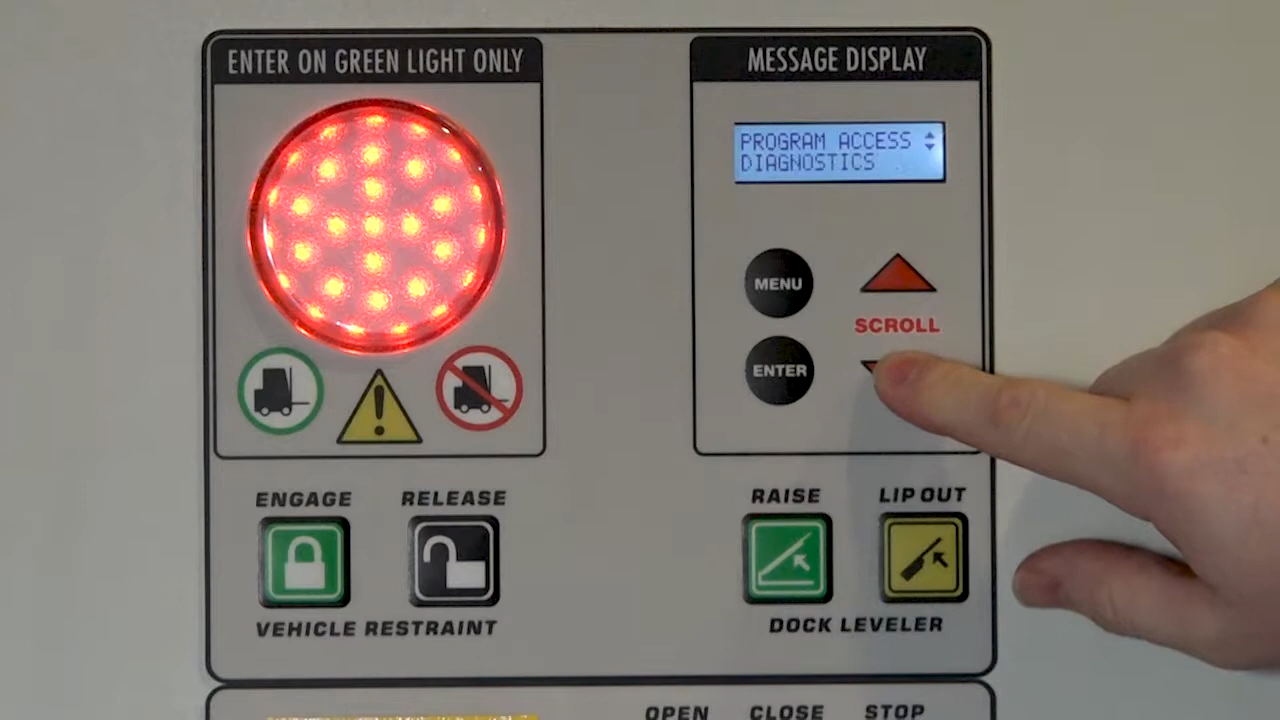 ENTER ON GREEN LIGHT ONLY
MESSAGE DISPLAY
PROGRAM ACCESS
DIAGNOSTICS
MENU
SCROLL
ENTER
ENGAGE
RELEASE
VEHICLE RESTRAINT
RAISE
LIP OUT
DOCK LEVELER
OPEN
CLOSE
STOP